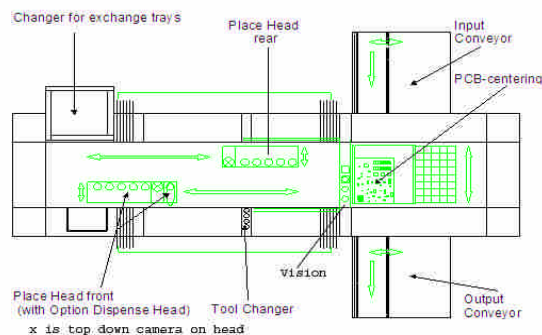 Changer for exchange trays
Place Head
rear
Input
Conveyor
PCB-centering
Vision
Place Head front
(with Option Dispense Head)
Tool Changer
Output
Conveyor
x is top down camera on head